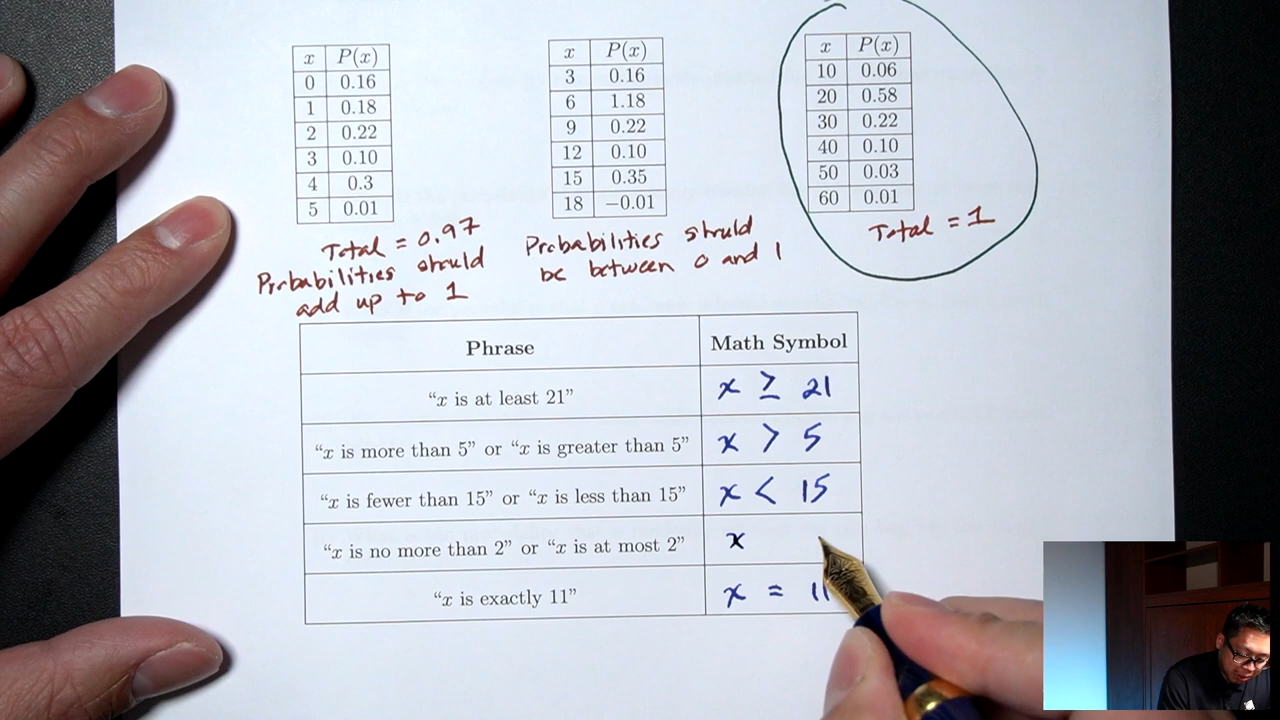 x P(x)
0 0.16
1 0.18
2 0.22
3 0.10
4 0.3
5 0.01
Total = 0.97
Probabilities should
add up to 1
x P(x)
3 0.16
6 1.18
9 0.22
12 0.10
15 0.35
18 −0.01
Probabilities should
be between 0 and 1
x P(x)
10 0.06
20 0.58
30 0.22
40 0.10
50 0.03
60 0.01
Total = 1
Phrase Math Symbol
“x is at least 21” x ≥ 21
“x is more than 5” or “x is greater than 5” x > 5
“x is fewer than 15” or “x is less than 15” x < 15
“x is no more than 2” or “x is at most 2” x
“x is exactly 11” x = 11